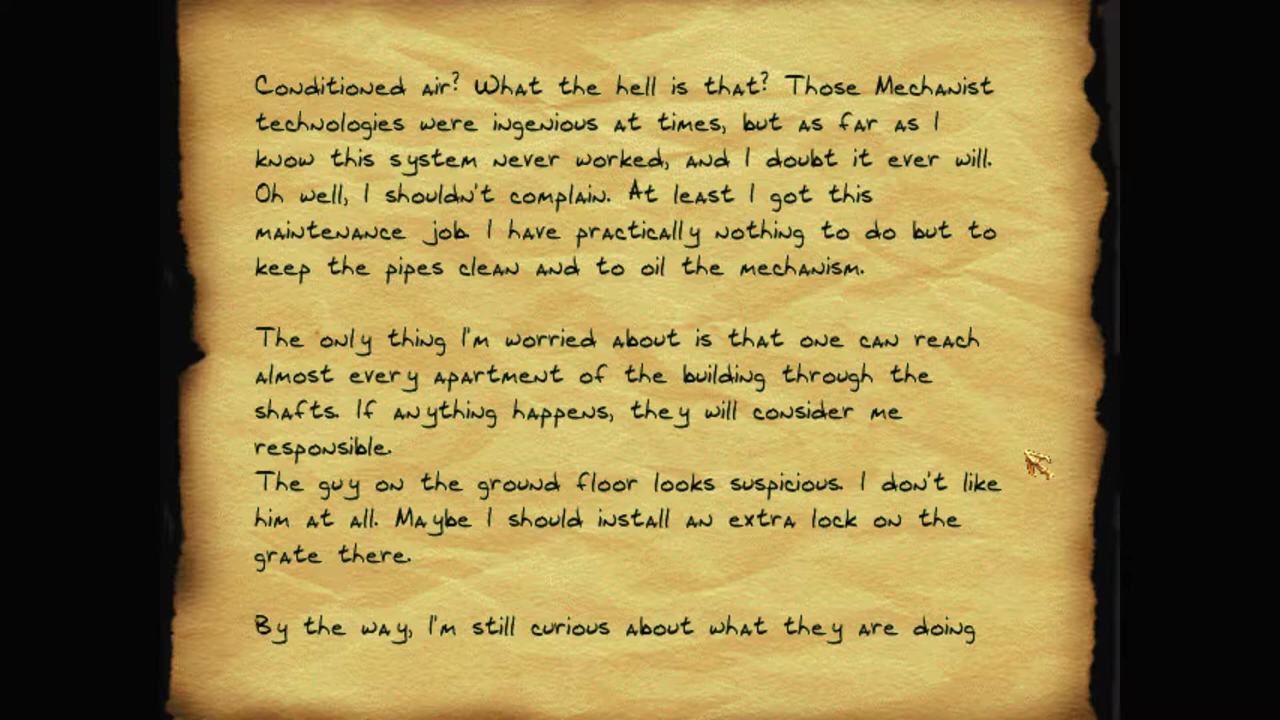 Conditioned air? What the hell is that? Those Mechanist
technologies were ingenious at times, but as far as I
know this system never worked, and I doubt it ever will.
Oh well, I shouldn't complain. At least I got this
maintenance job. I have practically nothing to do but to
keep the pipes clean and to oil the mechanism.
The only thing I'm worried about is that one can reach
almost every apartment of the building through the
shafts. If anything happens, they will consider me
responsible.
The guy on the ground floor looks suspicious. I don't like
him at all. Maybe I should install an extra lock on the
grate there.
By the way, I'm still curious about what they are doing